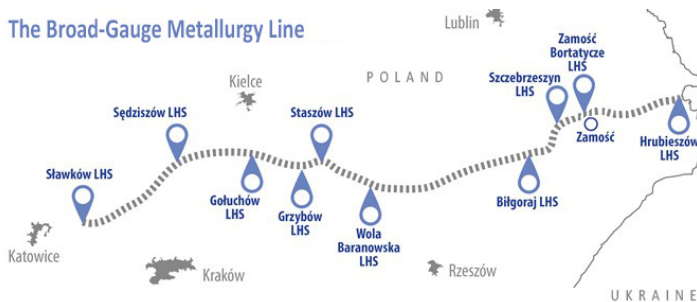 The Broad-Gauge Metallurgy Line
Lublin
Zamość
Bortatycze
LHS
Kielce
POLAND
Szczebrzeszyn
LHS
Sędziszów LHS
Staszów LHS
Zamość
Hrubieszów
LHS
Sławków LHS
Gołuchów
LHS
Grzybów
LHS
Biłgoraj LHS
Wola
Baranowska
LHS
Katowice
Kraków
Rzeszów
UKRAINE